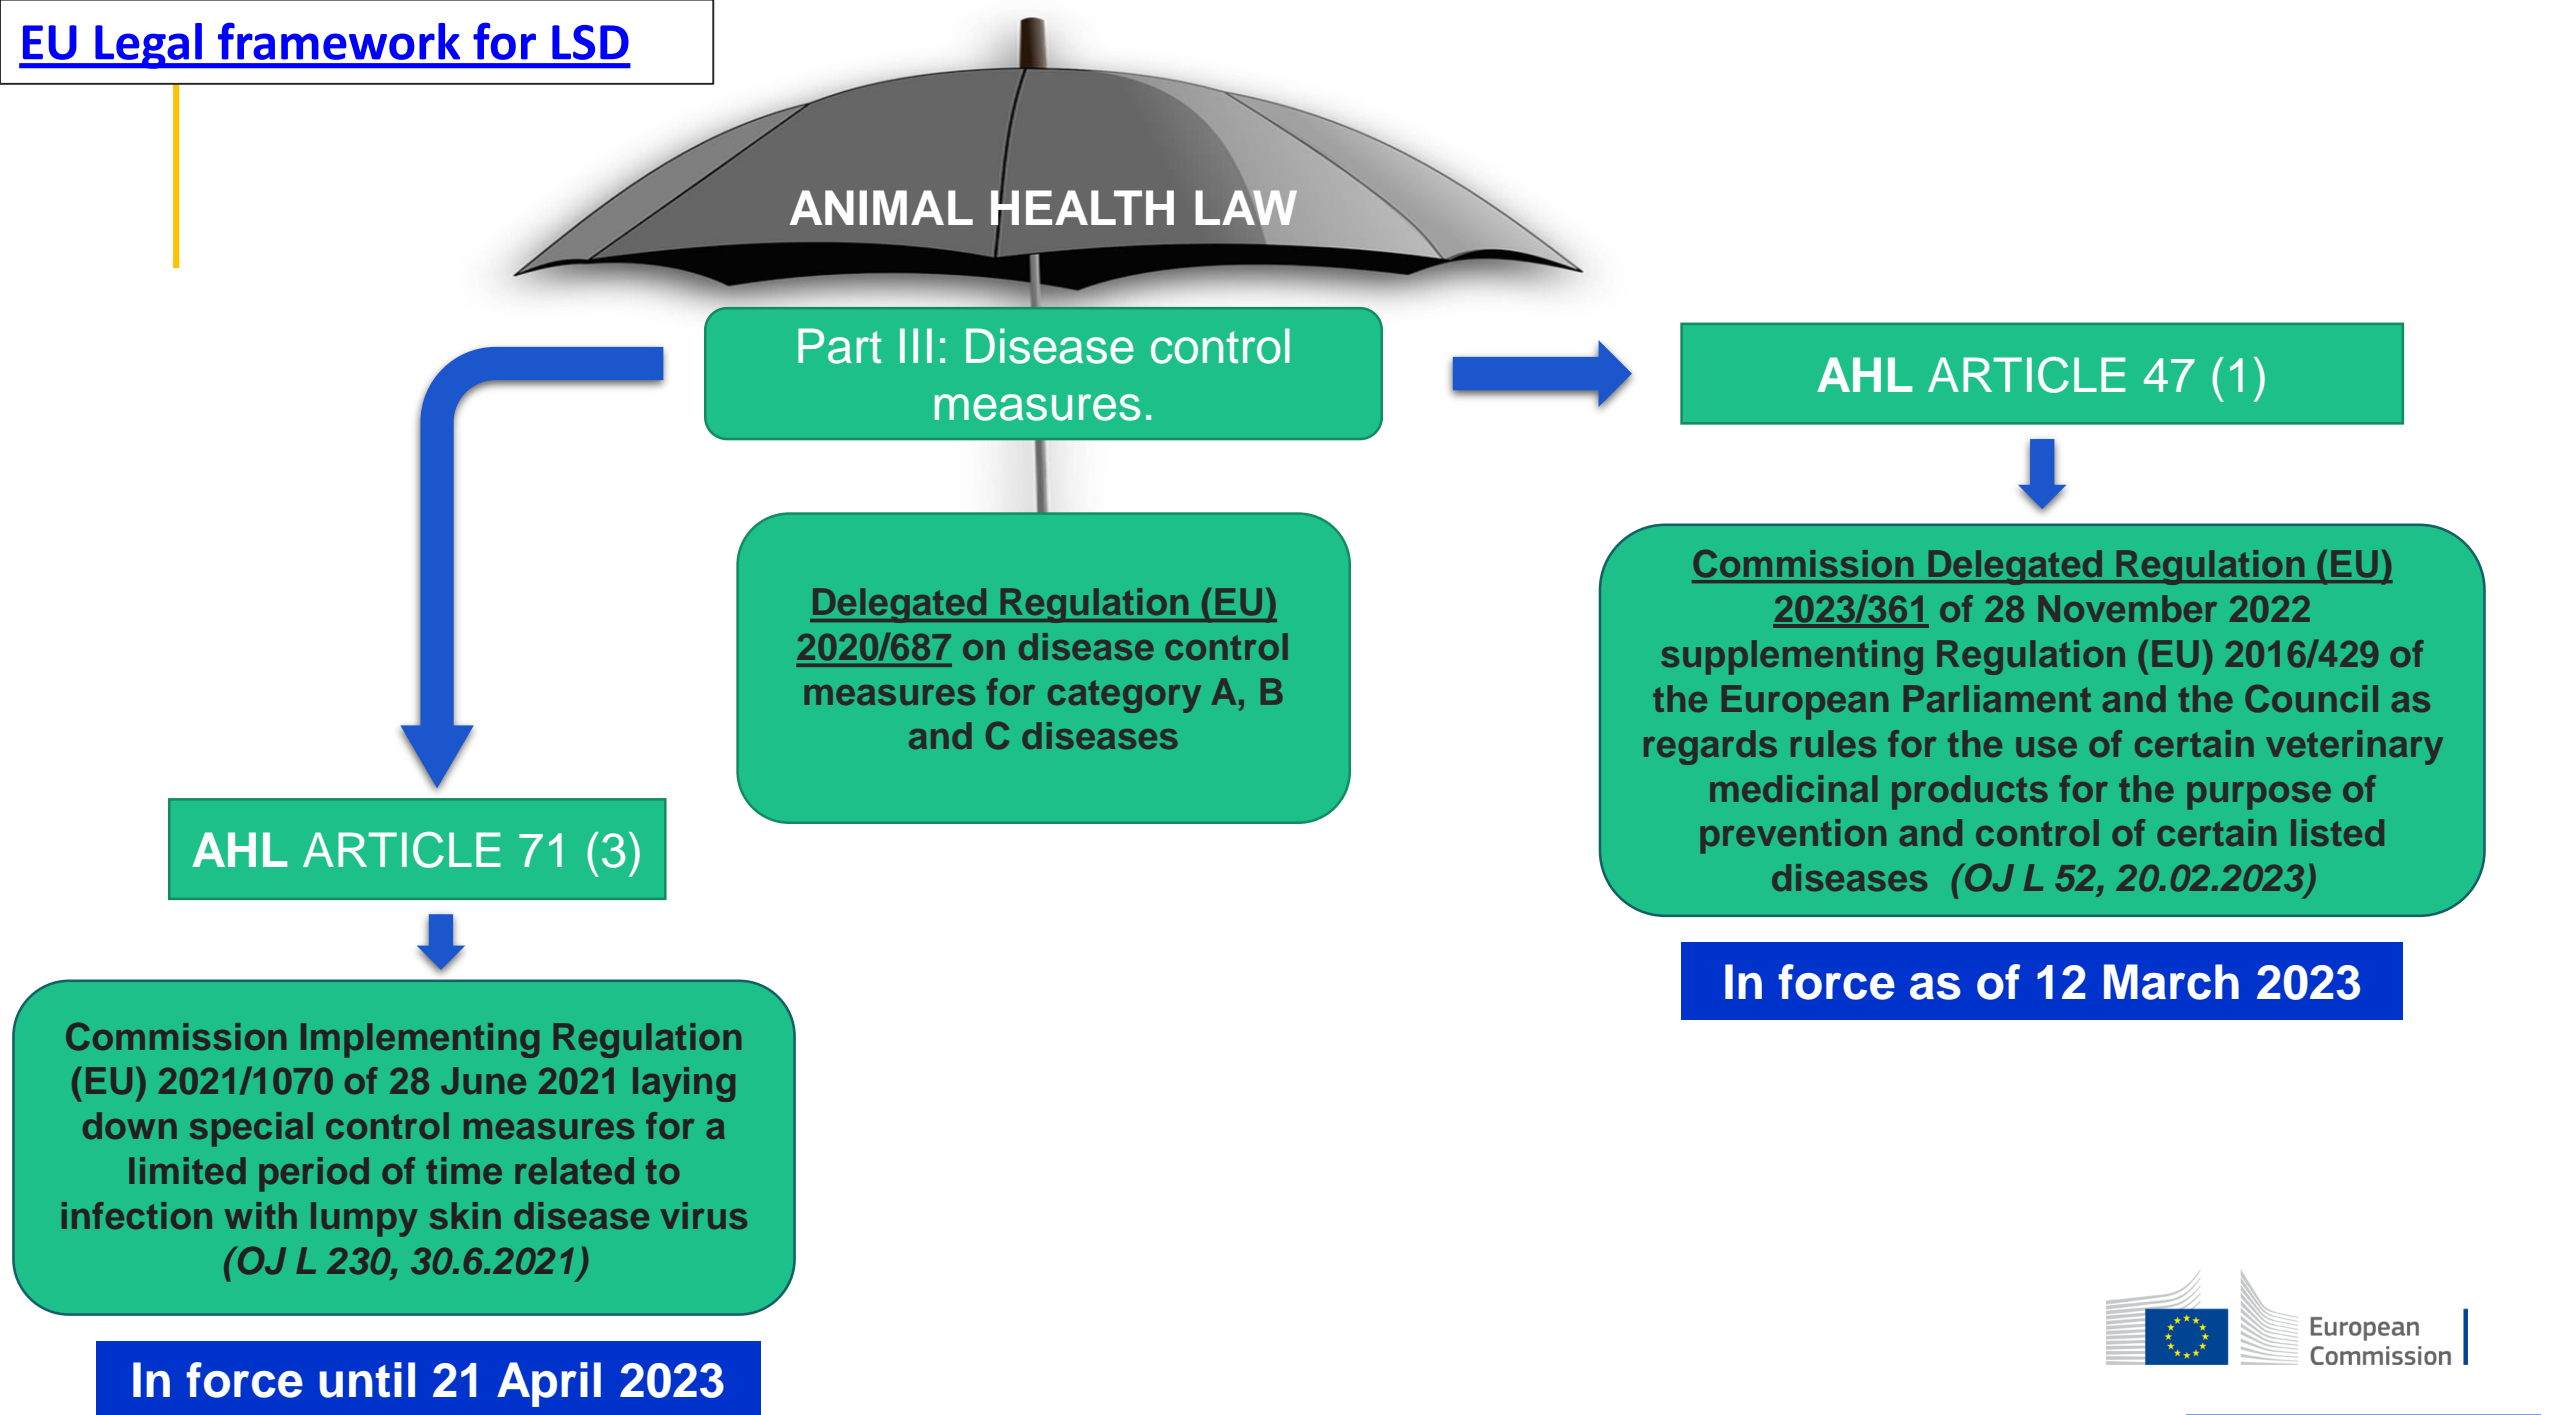 EU Legal framework for LSD
ANIMAL HEALTH LAW
Part III: Disease control
measures.
AHL ARTICLE 47 (1)
Delegated Regulation (EU)
2020/687 on disease control
measures for category A, B
and C diseases
Commission Delegated Regulation (EU)
2023/361 of 28 November 2022
supplementing Regulation (EU) 2016/429 of
the European Parliament and the Council as
regards rules for the use of certain veterinary
medicinal products for the purpose of
prevention and control of certain listed
diseases (OJ L 52, 20.02.2023)
In force as of 12 March 2023
AHL ARTICLE 71 (3)
Commission Implementing Regulation
(EU) 2021/1070 of 28 June 2021 laying
down special control measures for a
limited period of time related to
infection with lumpy skin disease virus
(OJ L 230, 30.6.2021)
In force until 21 April 2023
European
Commission